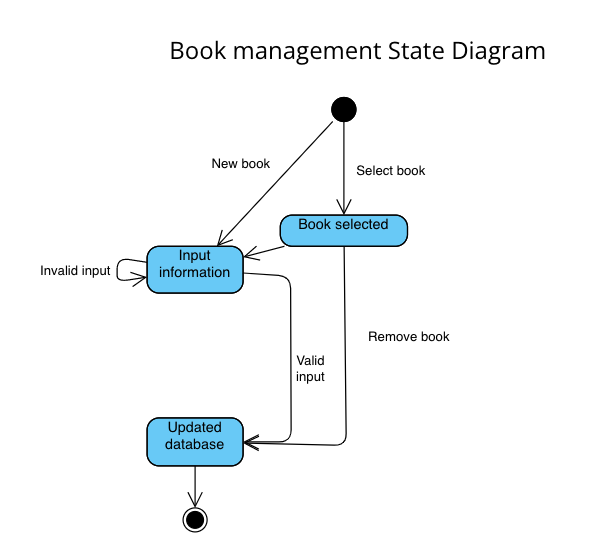 Book management State Diagram
New book
Select book
Book selected
Input
information
Invalid input
Remove book
Valid
input
Updated
database